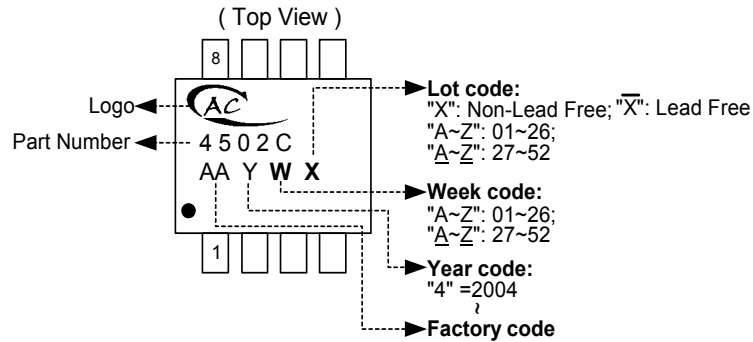 ( Top View )
8
AC
Logo
Part Number
4 5 0 2 C
AA Y W X
1
Lot code:
"X": Non-Lead Free; "X̅": Lead Free
"A~Z": 01~26;
"A̲~Z̲": 27~52
Week code:
"A~Z": 01~26;
"A̲~Z̲": 27~52
Year code:
"4" =2004
~
Factory code